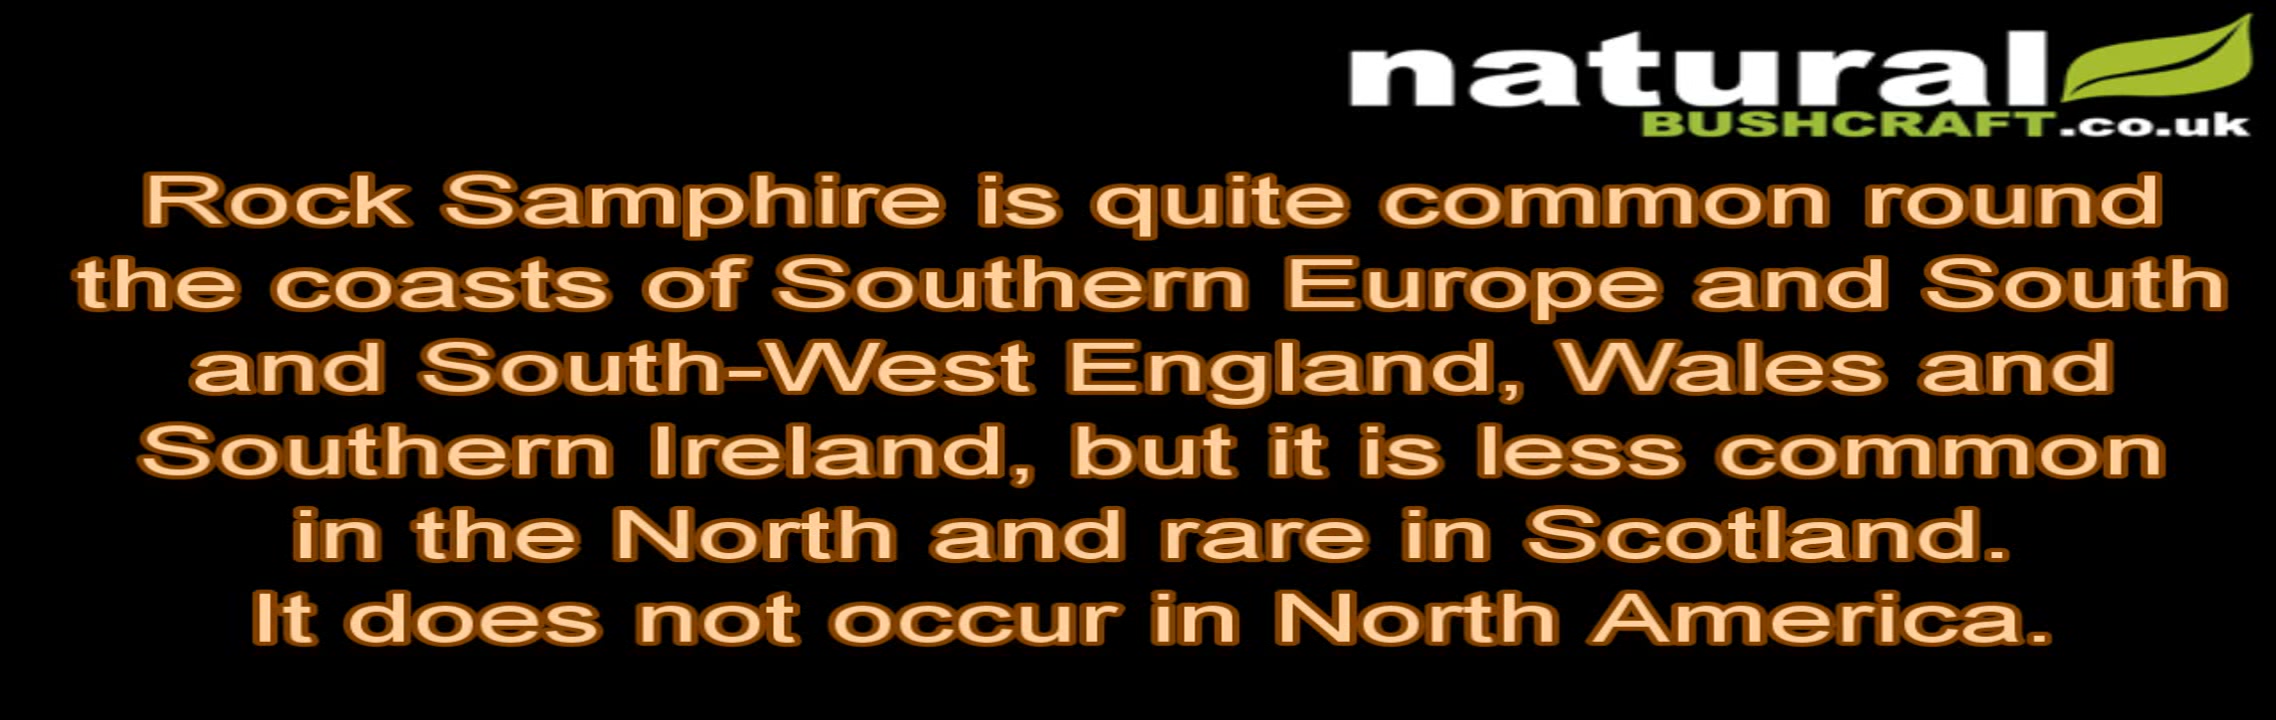 natural
BUSHCRAFT.co.uk
Rock Samphire is quite common round
the coasts of Southern Europe and South
and South-West England, Wales and
Southern Ireland, but it is less common
in the North and rare in Scotland.
It does not occur in North America.